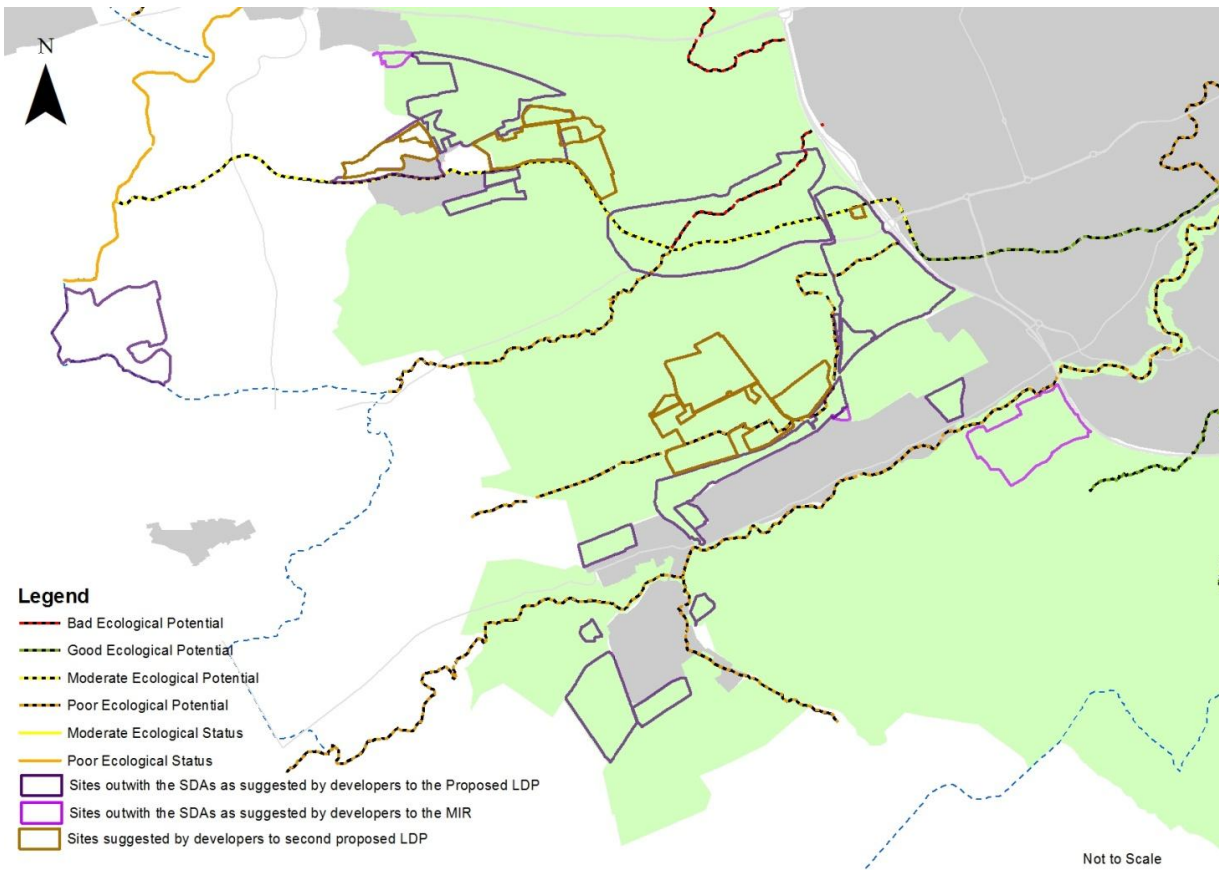 N
Legend
Bad Ecological Potential
Good Ecological Potential
Moderate Ecological Potential
Poor Ecological Potential
Moderate Ecological Status
Poor Ecological Status
Sites outwith the SDAs as suggested by developers to the Proposed LDP
Sites outwith the SDAs as suggested by developers to the MIR
Sites suggested by developers to second proposed LDP
Not to Scale